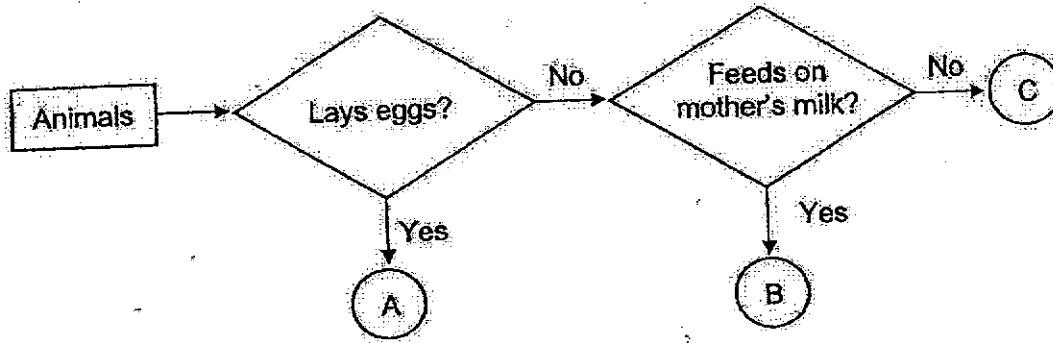 Animals
Lays eggs?
No
Feeds on
mother's milk?
No
C
Yes
A
Yes
B